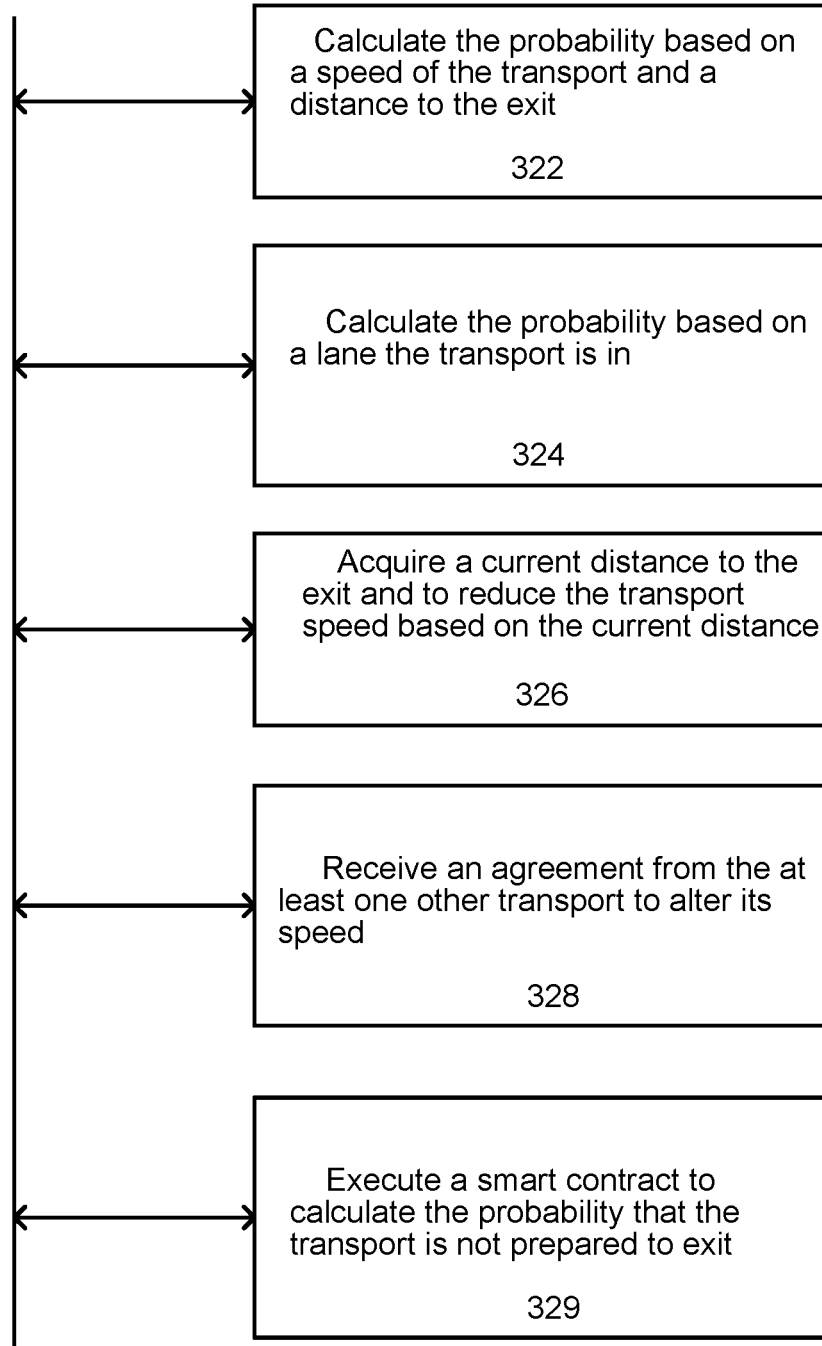 Calculate the probability based on
a speed of the transport and a
distance to the exit
322
Calculate the probability based on
a lane the transport is in
324
Acquire a current distance to the
exit and to reduce the transport
speed based on the current distance
326
Receive an agreement from the at
least one other transport to alter its
speed
328
Execute a smart contract to
calculate the probability that the
transport is not prepared to exit
329